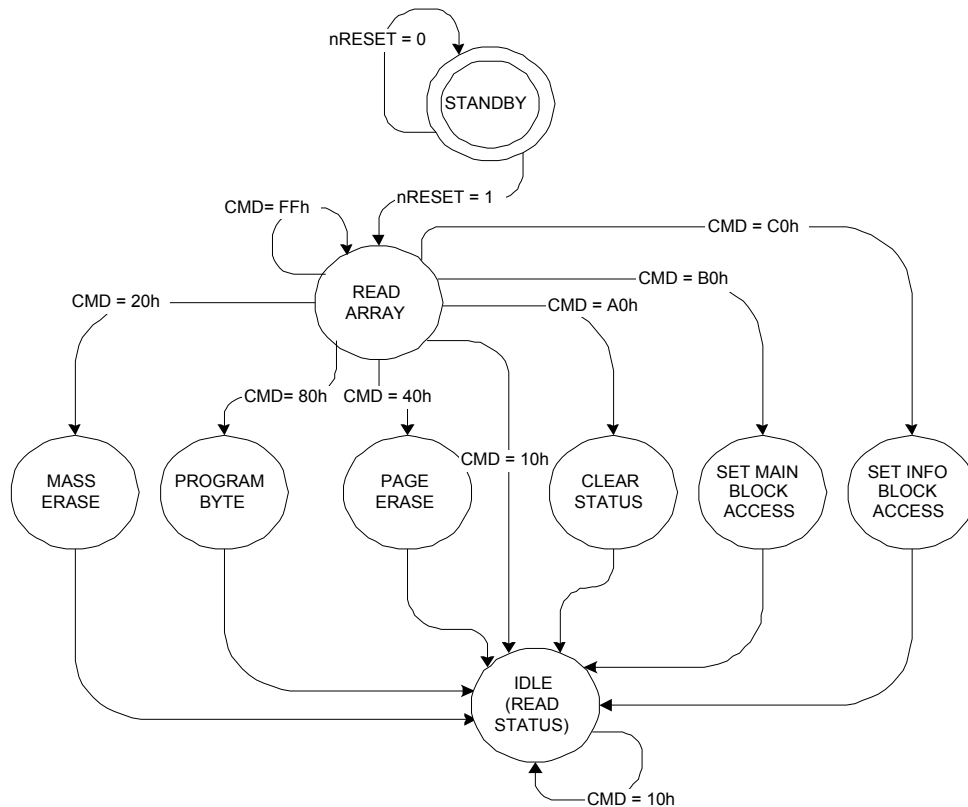 nRESET = 0
STANDBY
nRESET = 1
CMD= FFh
CMD = C0h
READ
ARRAY
CMD = B0h
CMD = 20h
CMD = A0h
CMD= 80h
CMD = 40h
CMD = 10h
MASS
ERASE
PROGRAM
BYTE
PAGE
ERASE
CLEAR
STATUS
SET MAIN
BLOCK
ACCESS
SET INFO
BLOCK
ACCESS
IDLE
(READ
STATUS)
CMD = 10h